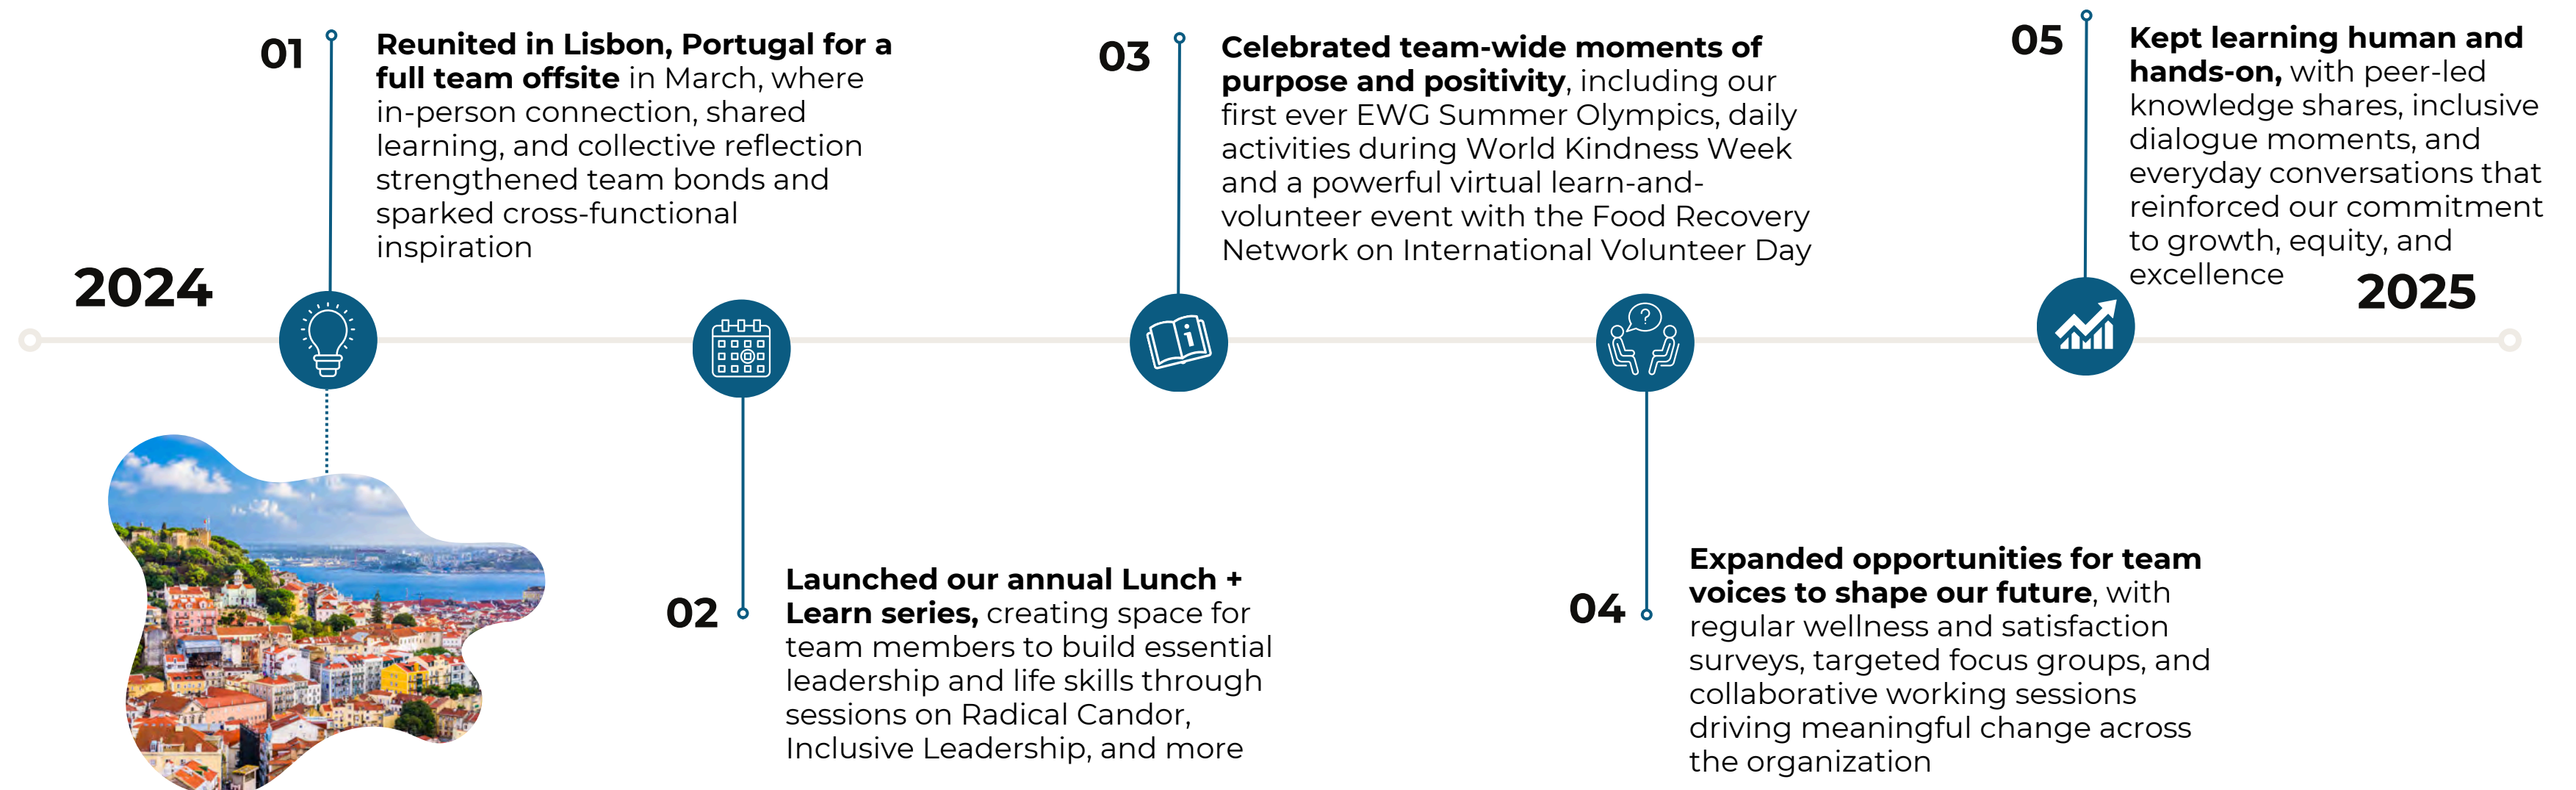 2024
01
Reunited in Lisbon, Portugal for a
full team offsite in March, where
in-person connection, shared
learning, and collective reflection
strengthened team bonds and
sparked cross-functional
inspiration
02
Launched our annual Lunch +
Learn series, creating space for
team members to build essential
leadership and life skills through
sessions on Radical Candor,
Inclusive Leadership, and more
03
Celebrated team-wide moments of
purpose and positivity, including our
first ever EWG Summer Olympics, daily
activities during World Kindness Week
and a powerful virtual learn-and-
volunteer event with the Food Recovery
Network on International Volunteer Day
i
04
Expanded opportunities for team
voices to shape our future, with
regular wellness and satisfaction
surveys, targeted focus groups, and
collaborative working sessions
driving meaningful change across
the organization
?
05
Kept learning human and
hands-on, with peer-led
knowledge shares, inclusive
dialogue moments, and
everyday conversations that
reinforced our commitment
to growth, equity, and
excellence
2025